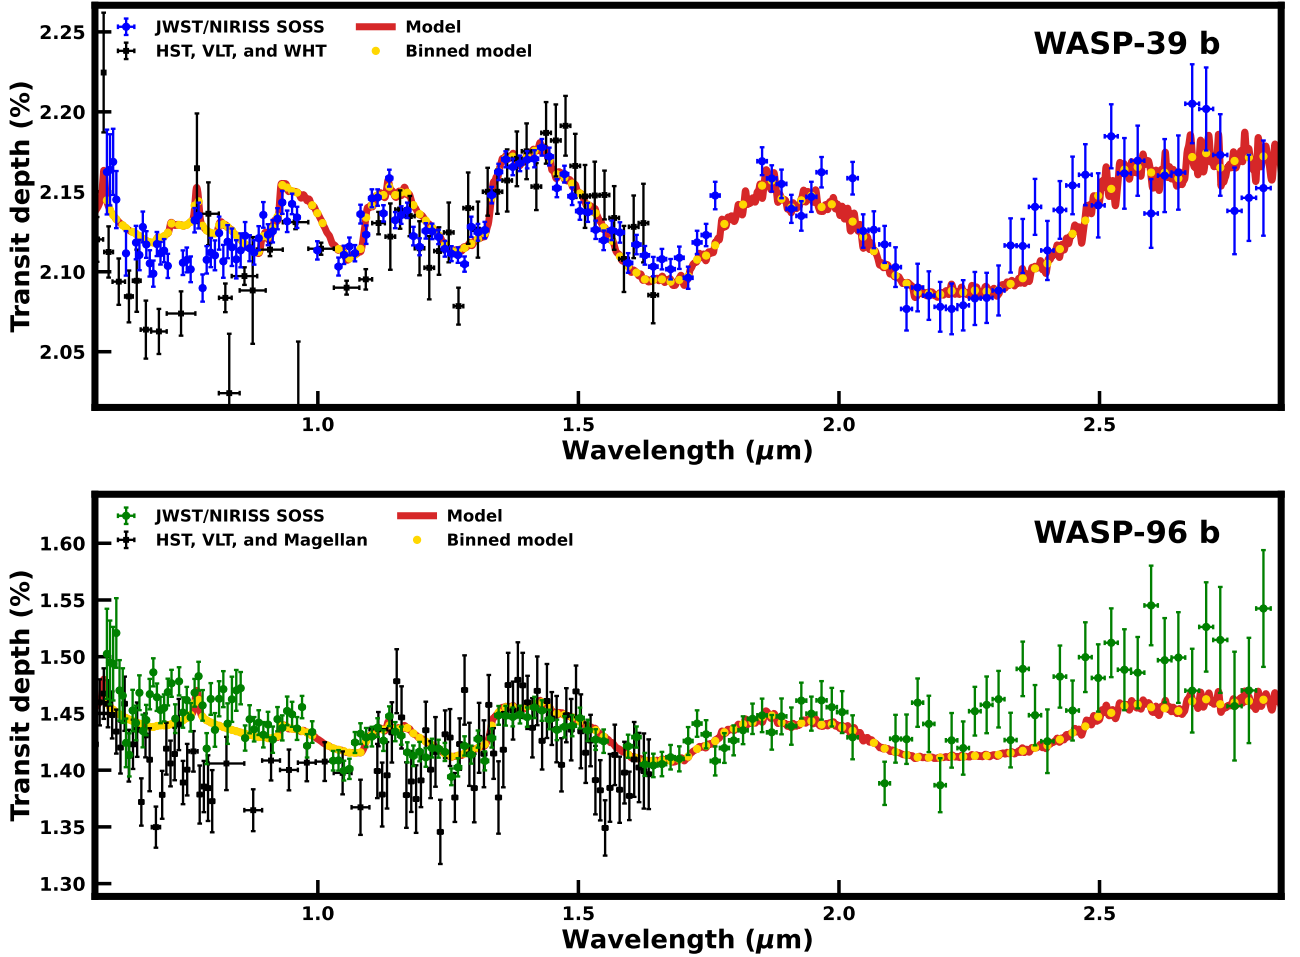 JWST/NIRISS SOSS Model
HST, VLT, and WHT Binned model
WASP-39 b
2.25
2.20
2.15
2.10
2.05
Transit depth (%)
1.0 1.5 2.0 2.5
Wavelength (μm)
JWST/NIRISS SOSS Model
HST, VLT, and Magellan Binned model
WASP-96 b
1.60
1.55
1.50
1.45
1.40
1.35
1.30
Transit depth (%)
1.0 1.5 2.0 2.5
Wavelength (μm)